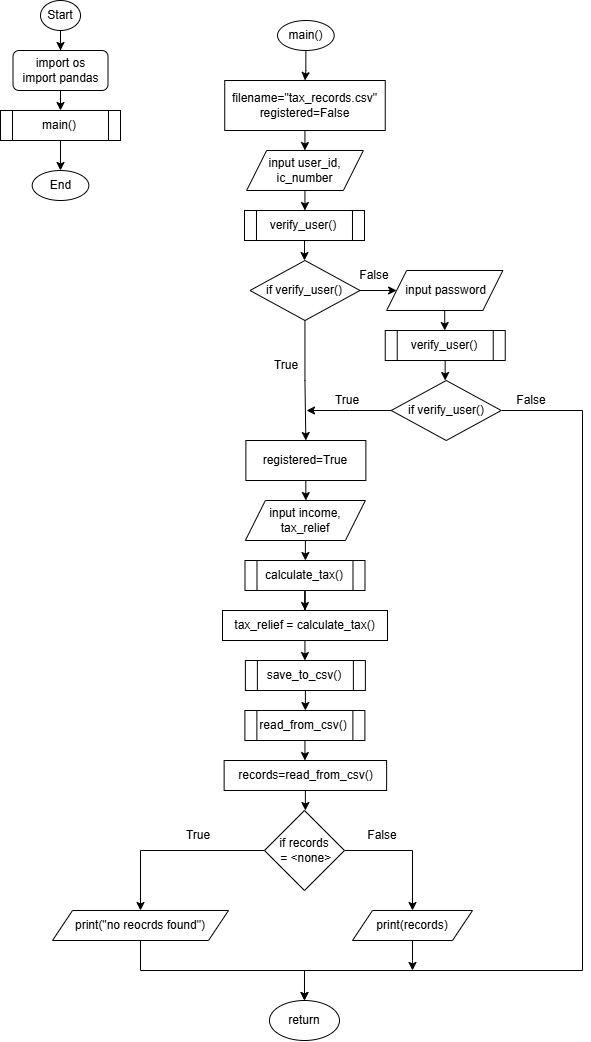 Start
import os
import pandas
main()
End
main()
filename="tax_records.csv"
registered=False
input user_id,
ic_number
verify_user()
if verify_user()
False
input password
verify_user()
True
True
if verify_user()
False
registered=True
input income,
tax_relief
calculate_tax()
tax_relief = calculate_tax()
save_to_csv()
read_from_csv()
records=read_from_csv()
True
if records
= <none>
False
print("no reocrds found")
print(records)
return